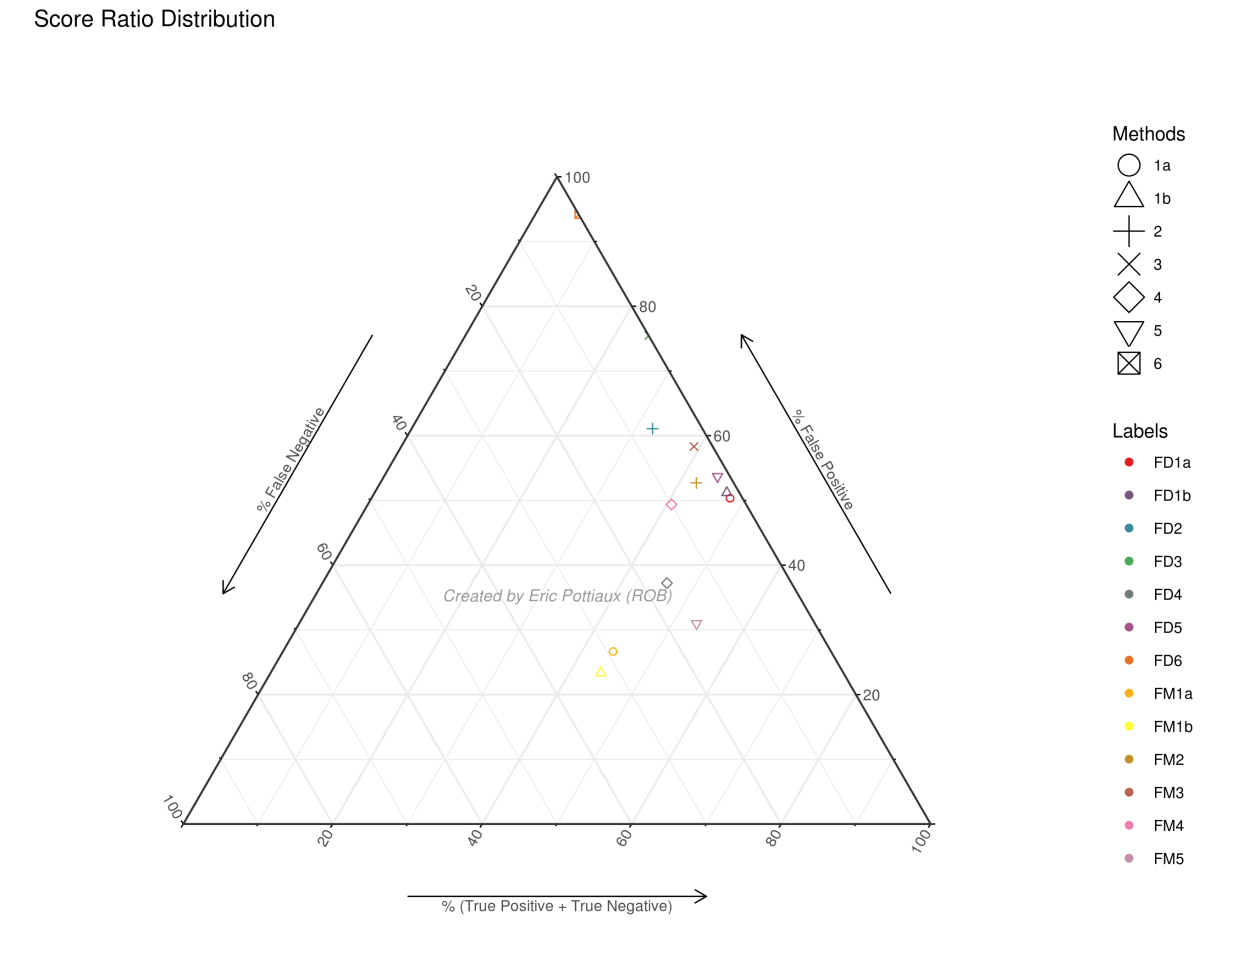 Score Ratio Distribution
100
80
60
40
20
20
40
60
80
100
20
40
60
80
100
% False Negative
% False Positive
% (True Positive + True Negative)
Created by Eric Pottiaux (ROB)
Methods
1a
1b
2
3
4
5
6
Labels
FD1a
FD1b
FD2
FD3
FD4
FD5
FD6
FM1a
FM1b
FM2
FM3
FM4
FM5